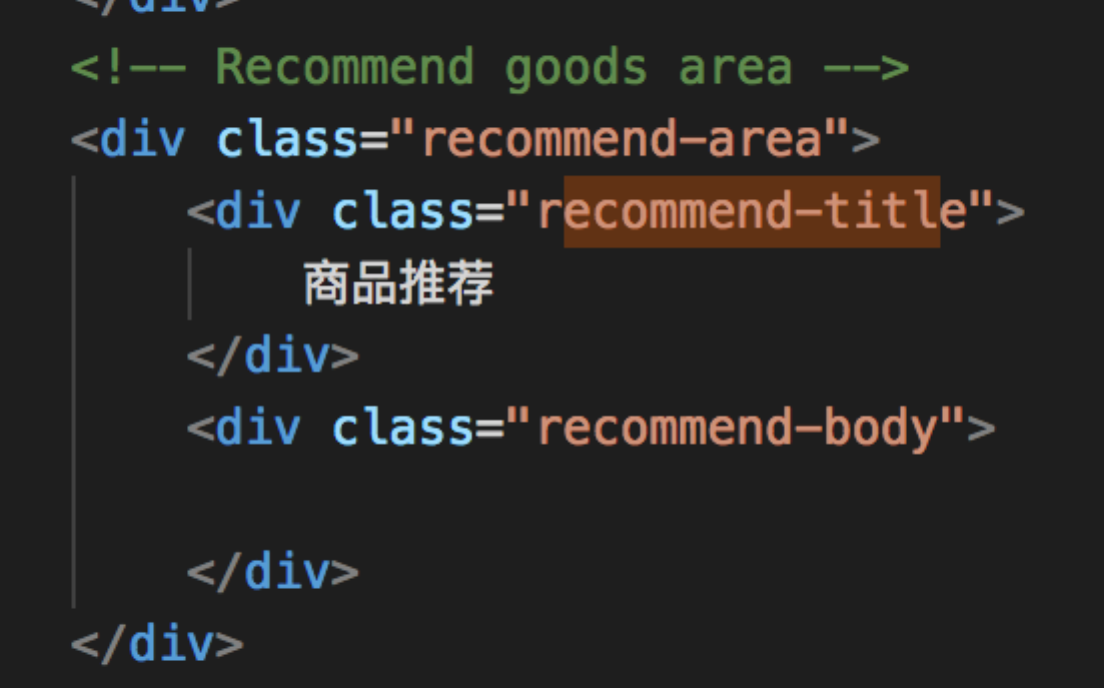 </div>
<!-- Recommend goods area -->
<div class="recommend-area">
<div class="recommend-title">
商品推荐
</div>
<div class="recommend-body">
</div>
</div>